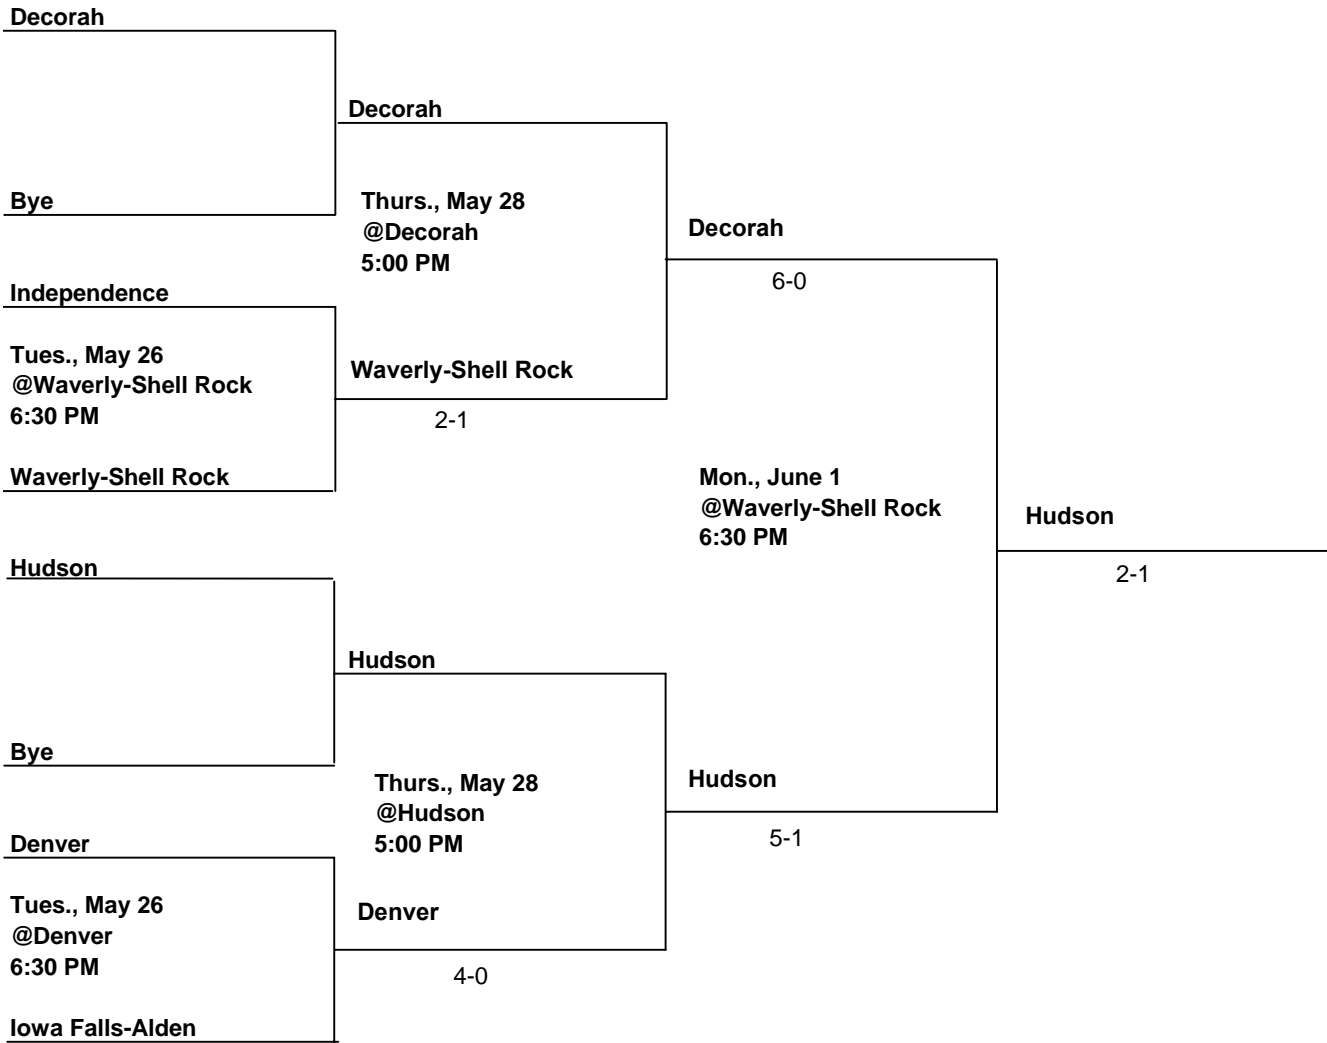 Decorah
Decorah
Bye
Thurs., May 28
@Decorah
5:00 PM
Decorah
6-0
Independence
Tues., May 26
@Waverly-Shell Rock
6:30 PM
Waverly-Shell Rock
2-1
Waverly-Shell Rock
Mon., June 1
@Waverly-Shell Rock
6:30 PM
Hudson
2-1
Hudson
Hudson
Bye
Thurs., May 28
@Hudson
5:00 PM
Hudson
5-1
Denver
Tues., May 26
@Denver
6:30 PM
Denver
4-0
Iowa Falls-Alden